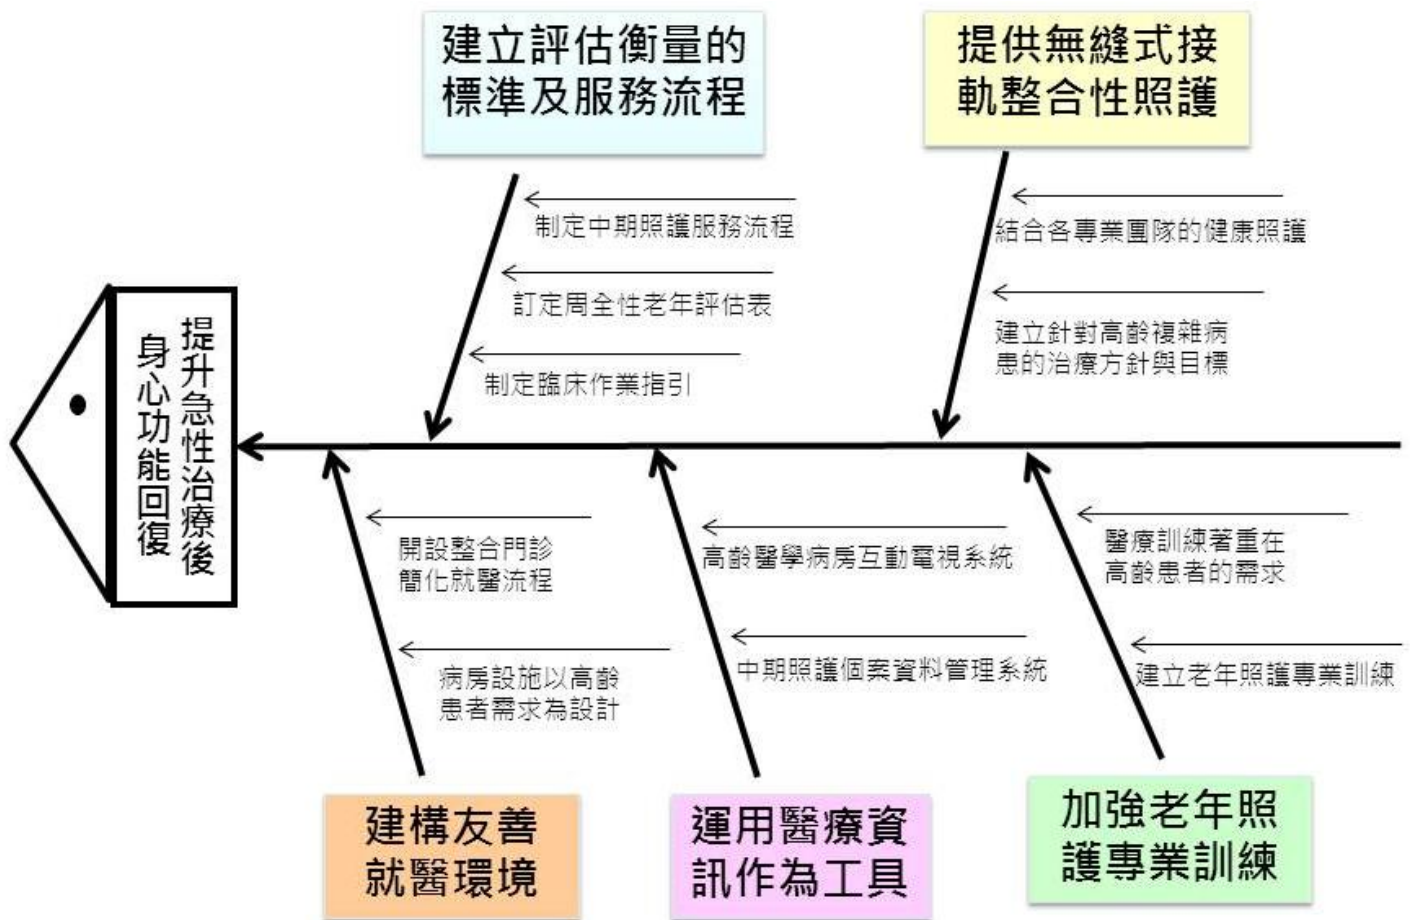 建立評估衡量的
標準及服務流程
制定中期照護服務流程
訂定周全性老年評估表
制定臨床作業指引
提供無縫式接
軌整合性照護
結合各專業團隊的健康照護
建立針對高齡複雜病
患的治療方針與目標
提升急性治療後
身心功能回復
開設整合門診
簡化就醫流程
病房設施以高齡
患者需求為設計
建構友善
就醫環境
高齡醫學病房互動電視系統
中期照護個案資料管理系統
運用醫療資
訊作為工具
醫療訓練著重在
高齡患者的需求
建立老年照護專業訓練
加強老年照
護專業訓練